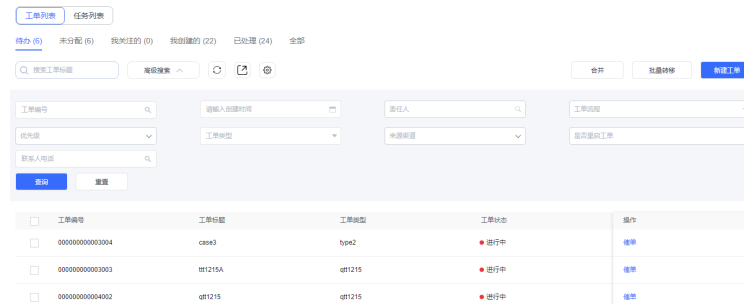 工单列表 任务列表
待办 (6) 未分配 (6) 我关注的 (0) 我创建的 (22) 已处理 (24) 全部
搜索工单标题 高级搜索 合并 批量转移 新建工单
工单编号 请输入创建时间 责任人 工单流程
优先级 工单类型 来源渠道 是否重启工单
联系人电话
查询 重置
工单编号 工单标题 工单类型 工单状态 操作
000000000003004 case3 type2 进行中 催单
000000000003003 ttt1215A qtt1215 进行中 催单
000000000004002 qtt1215 qtt1215 进行中 催单